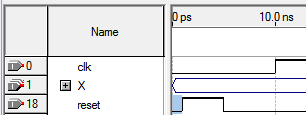 Name
0 ps
10.0 ns
0
clk
1
X
18
reset